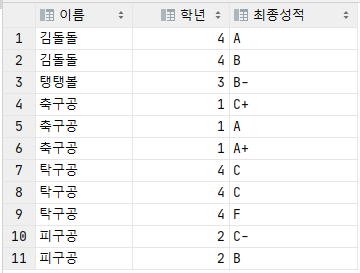 이름 학년 최종성적
1 김돌돌 4 A
2 김돌돌 4 B
3 탱탱볼 3 B-
4 축구공 1 C+
5 축구공 1 A
6 축구공 1 A+
7 탁구공 4 C
8 탁구공 4 C
9 탁구공 4 F
10 피구공 2 C-
11 피구공 2 B